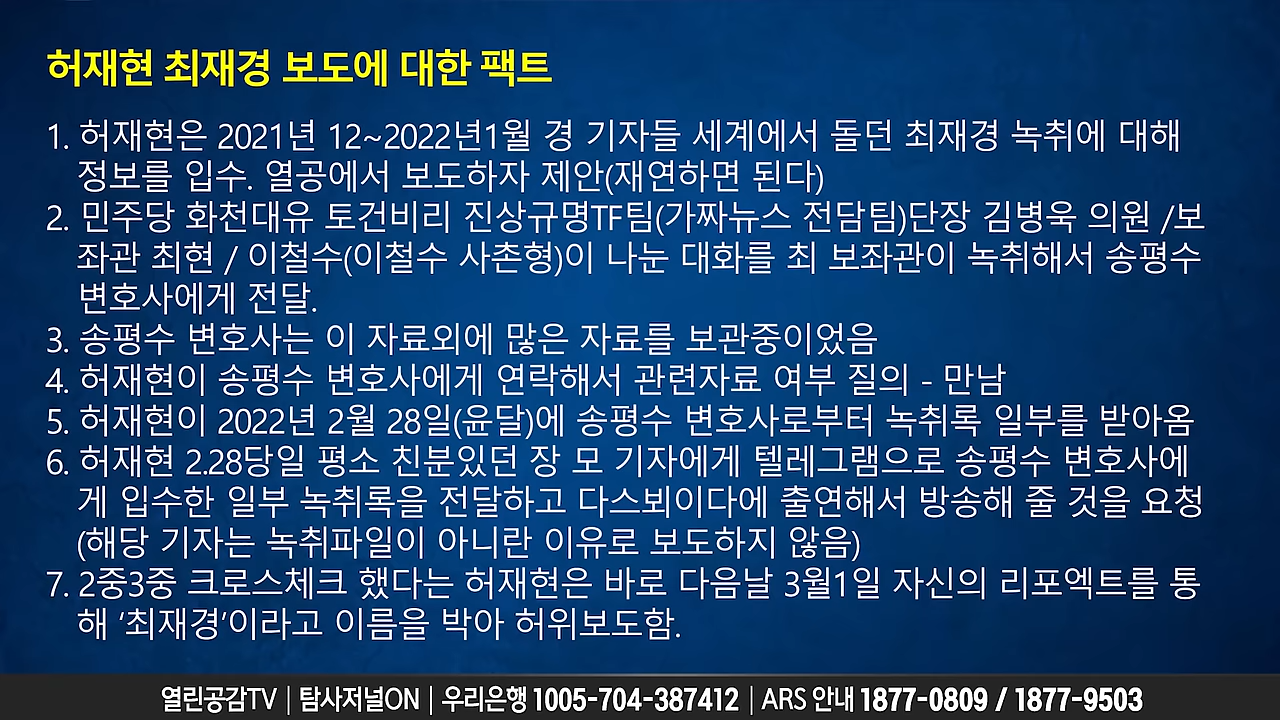 허재현 최재경 보도에 대한 팩트
1. 허재현은 2021년 12~2022년1월 경 기자들 세계에서 돌던 최재경 녹취에 대해
정보를 입수. 열공에서 보도하자 제안(재연하면 된다)
2. 민주당 화천대유 토건비리 진상규명TF팀(가짜뉴스 전담팀)단장 김병욱 의원 /보
좌관 최현 / 이철수(이철수 사촌형)이 나눈 대화를 최 보좌관이 녹취해서 송평수
변호사에게 전달.
3. 송평수 변호사는 이 자료외에 많은 자료를 보관중이었음
4. 허재현이 송평수 변호사에게 연락해서 관련자료 여부 질의 - 만남
5. 허재현이 2022년 2월 28일(윤달)에 송평수 변호사로부터 녹취록 일부를 받아옴
6. 허재현 2.28당일 평소 친분있던 장 모 기자에게 텔레그램으로 송평수 변호사에
게 입수한 일부 녹취록을 전달하고 다스뵈이다에 출연해서 방송해 줄 것을 요청
(해당 기자는 녹취파일이 아니란 이유로 보도하지 않음)
7. 2중3중 크로스체크 했다는 허재현은 바로 다음날 3월1일 자신의 리포엑트를 통
해 ‘최재경’이라고 이름을 박아 허위보도함.
열린공감TV | 탐사저널ON | 우리은행 1005-704-387412 | ARS 안내 1877-0809 / 1877-9503